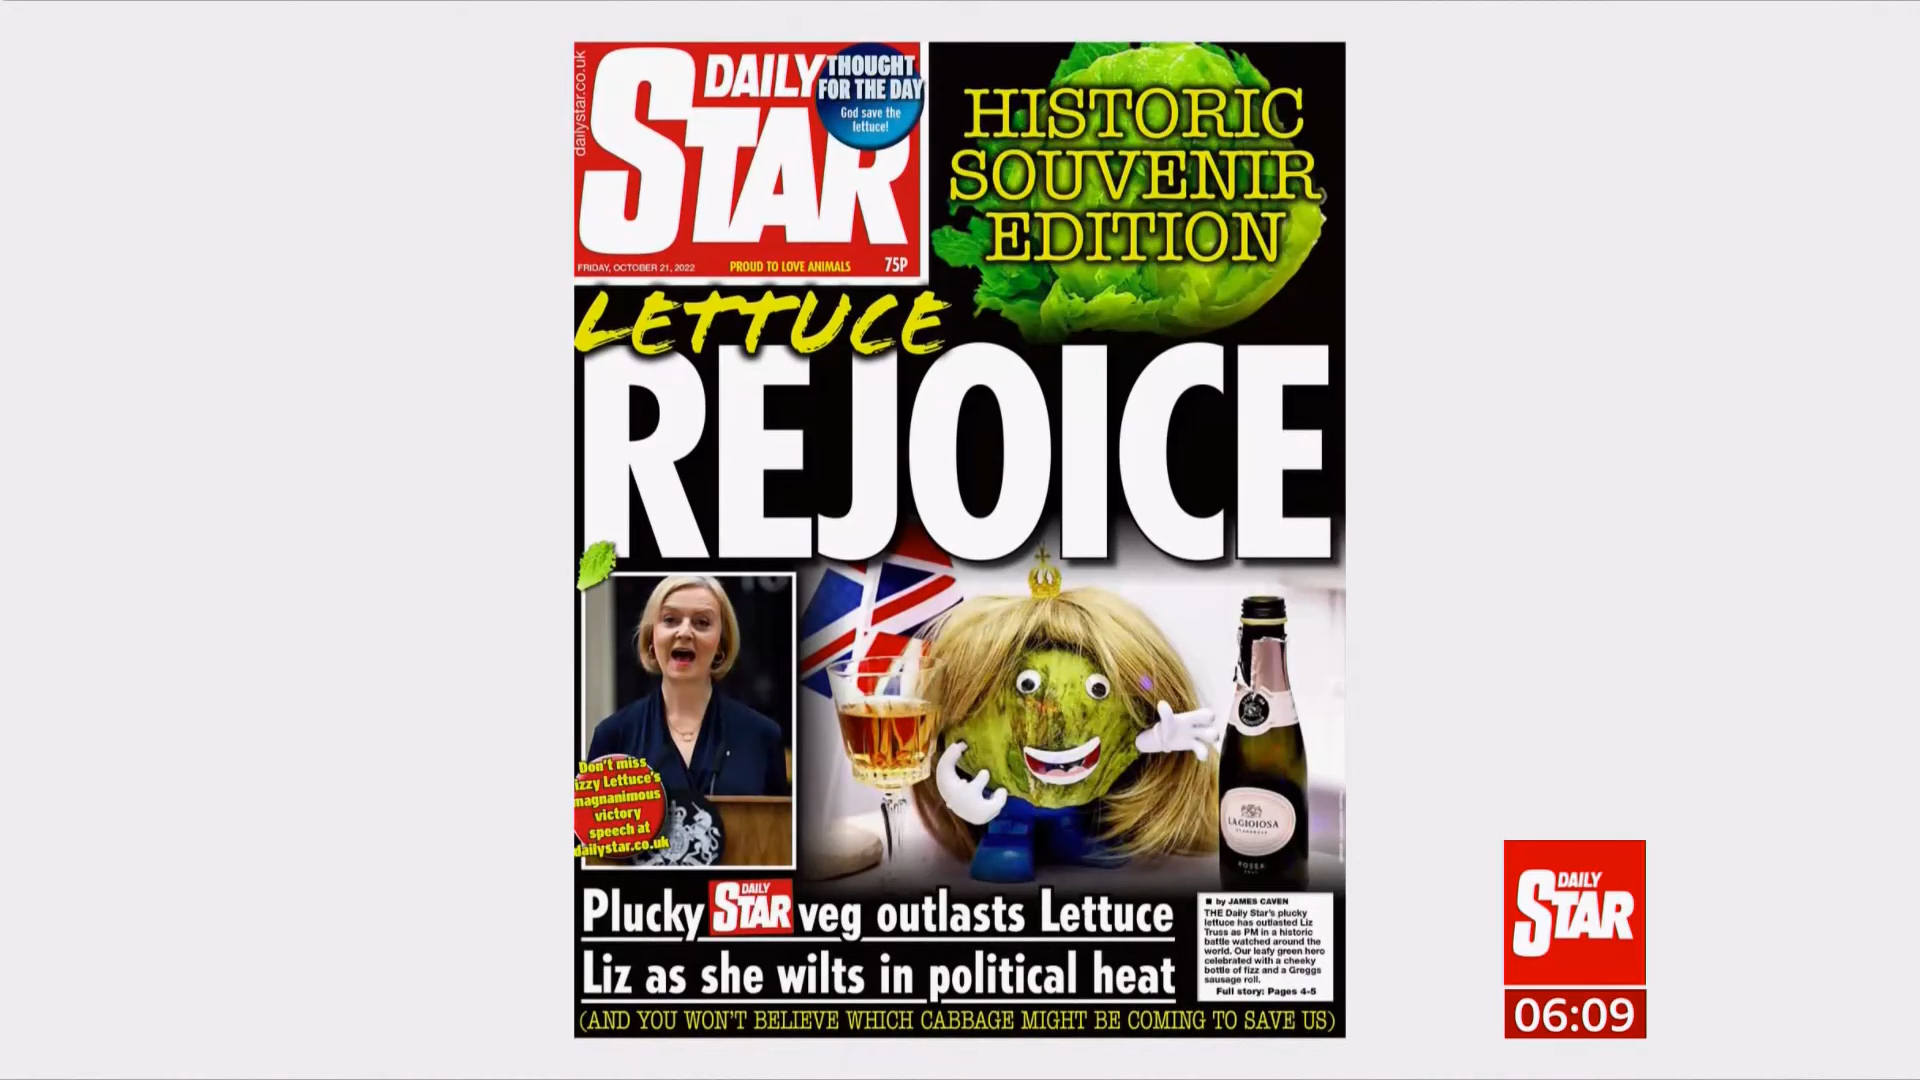 dailystar.co.uk
DAILY
STAR
THOUGHT
FOR THE DAY
God save the
lettuce!
FRIDAY, OCTOBER 21, 2022
PROUD TO LOVE ANIMALS
75P
HISTORIC
SOUVENIR
EDITION
LETTUCE
REJOICE
Don't miss
izzy Lettuce's
magnanimous
victory
speech at
dailystar.co.uk
LA GIOIOSA
Plucky DAILY STAR veg outlasts Lettuce
Liz as she wilts in political heat
■ by JAMES CAVEN
THE Daily Star's plucky
lettuce has outlasted Liz
Truss as PM in a historic
battle watched around the
world. Our leafy green hero
celebrated with a cheeky
bottle of fizz and a Greggs
sausage roll.
Full story: Pages 4-5
(AND YOU WON'T BELIEVE WHICH CABBAGE MIGHT BE COMING TO SAVE US)
DAILY
STAR
06:09